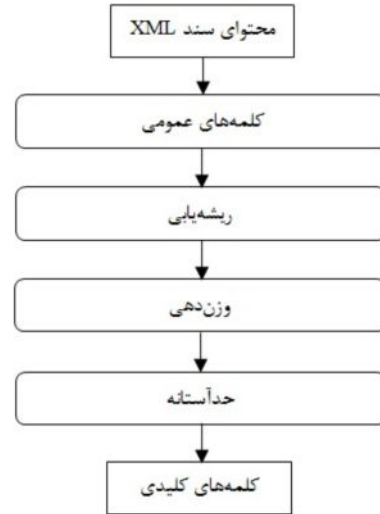 محتوای سند XML
کلمه‌های عمومی
ریشه‌یابی
وزن‌دهی
حدآستانه
کلمه‌های کلیدی